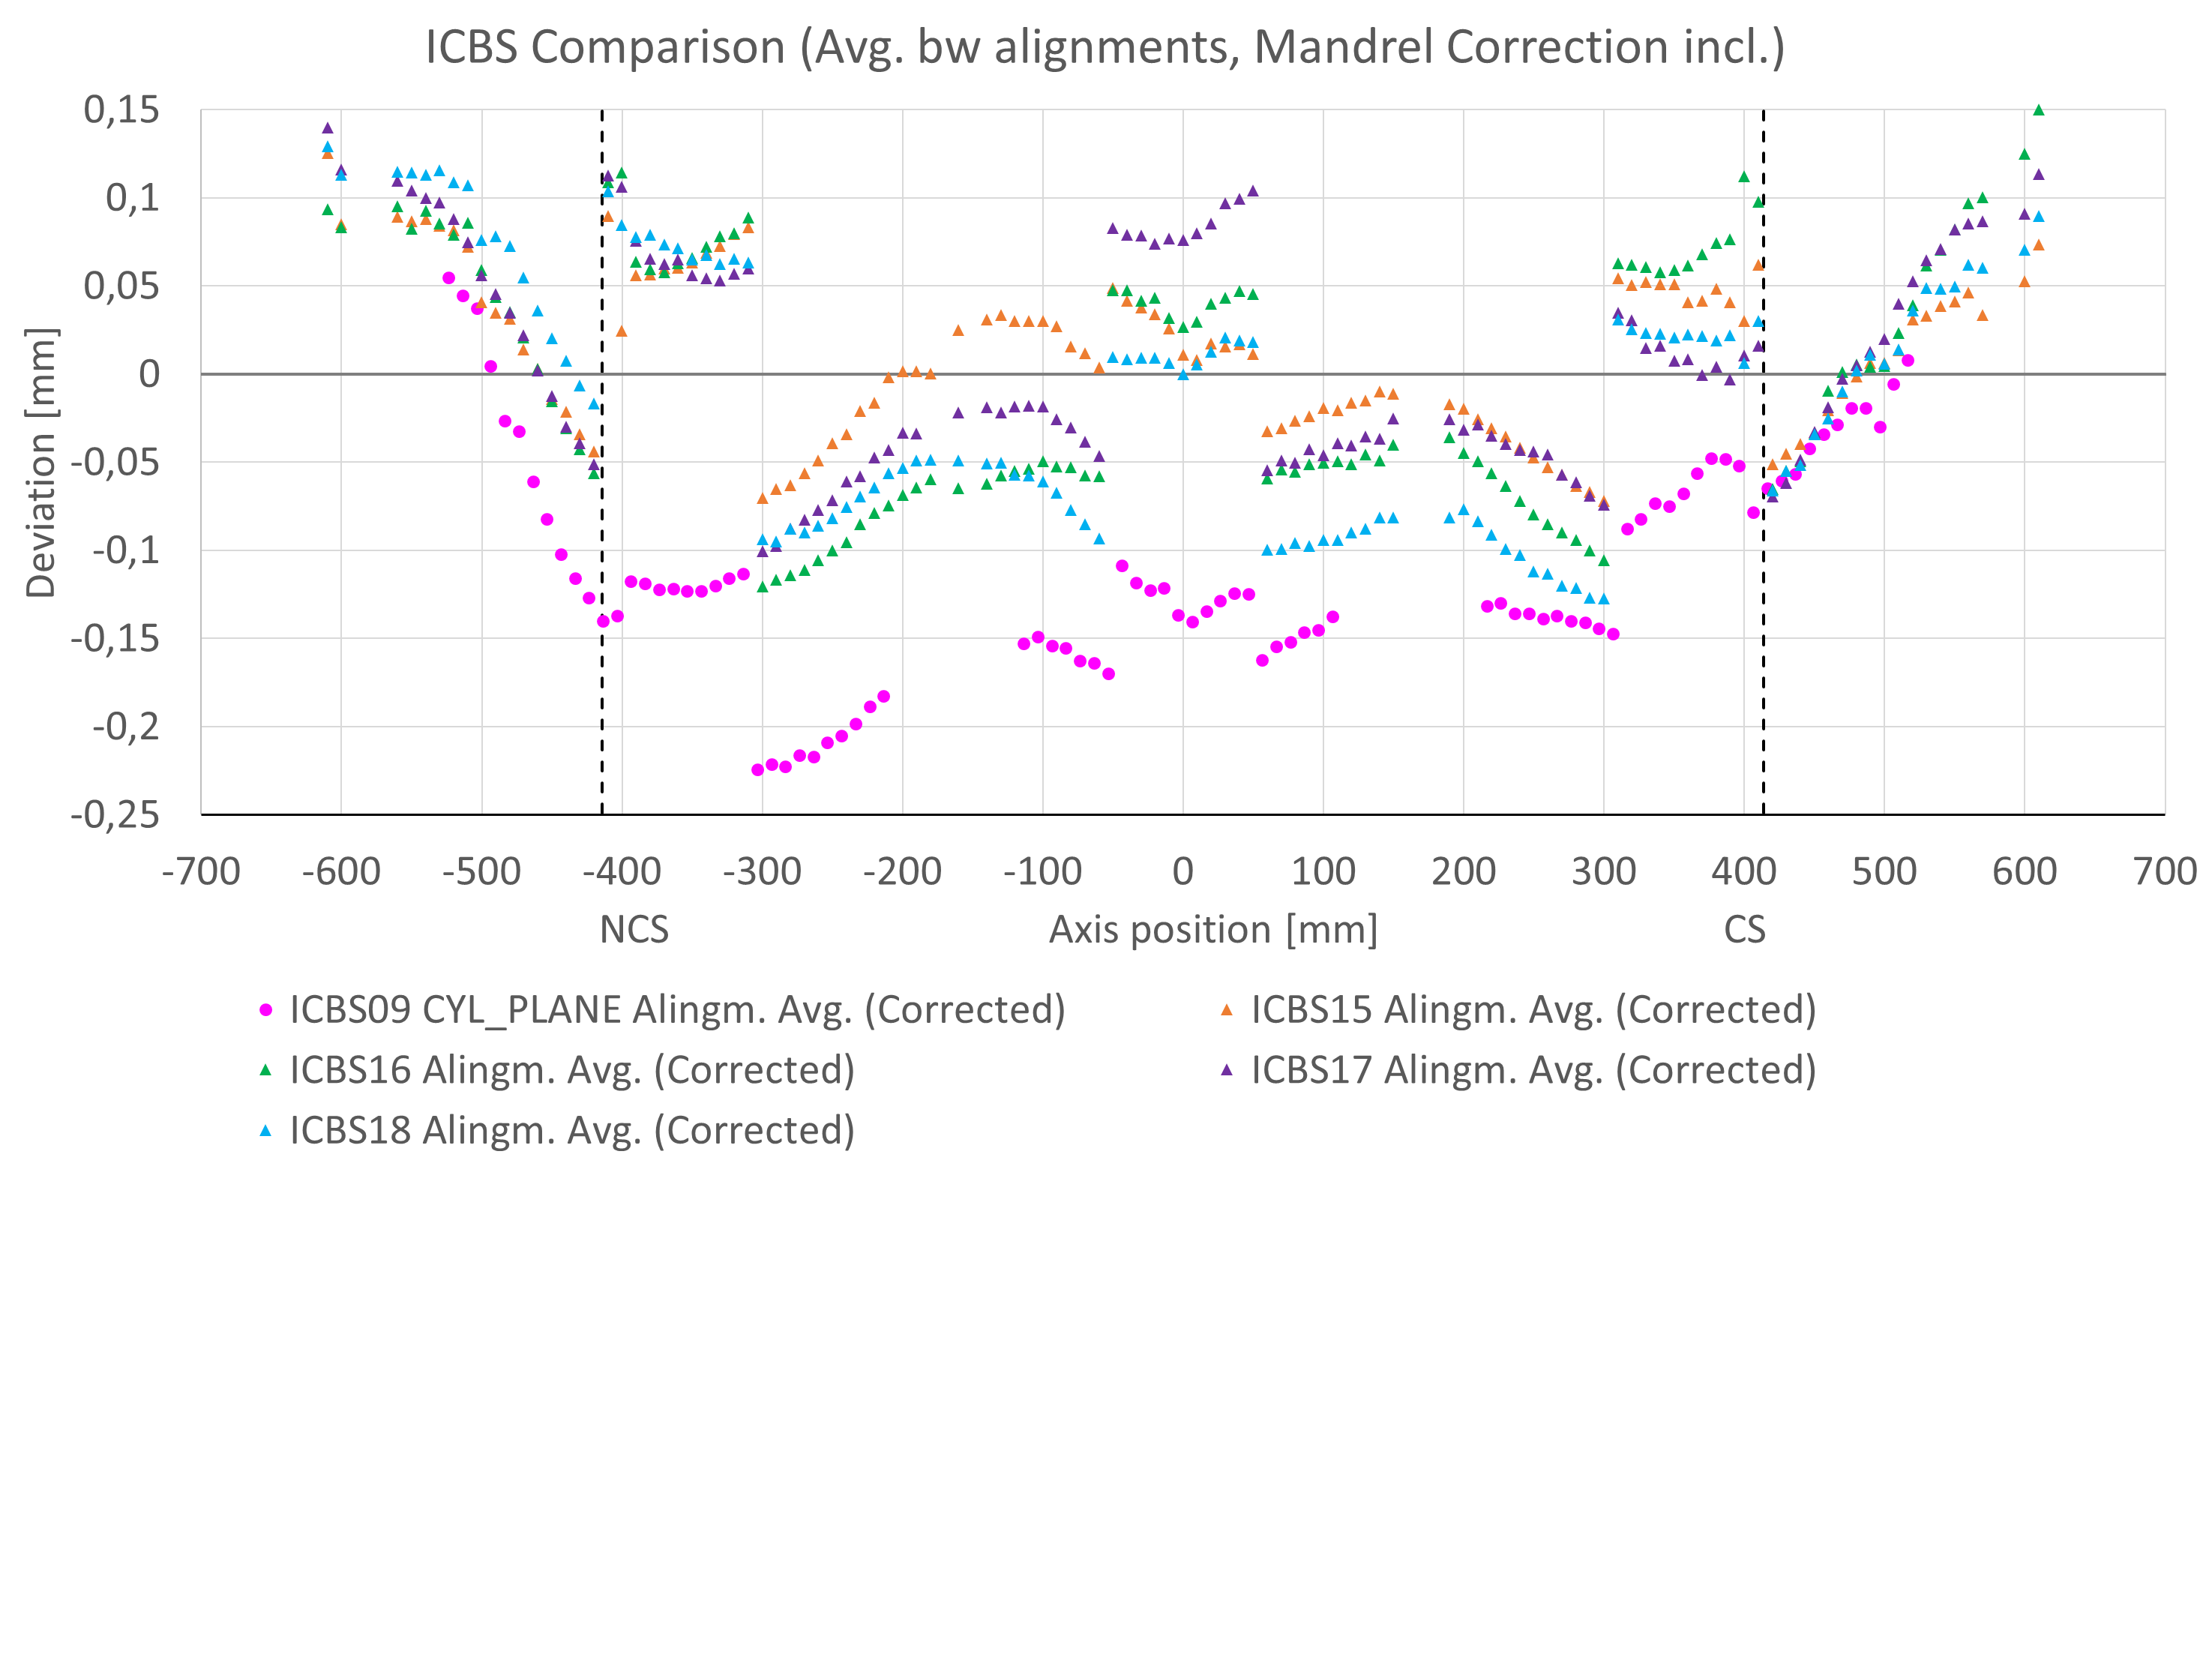 ICBS Comparison (Avg. bw alignments, Mandrel Correction incl.)
0,15
0,1
0,05
0
-0,05
-0,1
-0,15
-0,2
-0,25
Deviation [mm]
-700 -600 -500 -400 -300 -200 -100 0 100 200 300 400 500 600 700
NCS Axis position [mm] CS
ICBS09 CYL_PLANE Alingm. Avg. (Corrected) ICBS15 Alingm. Avg. (Corrected)
ICBS16 Alingm. Avg. (Corrected) ICBS17 Alingm. Avg. (Corrected)
ICBS18 Alingm. Avg. (Corrected)